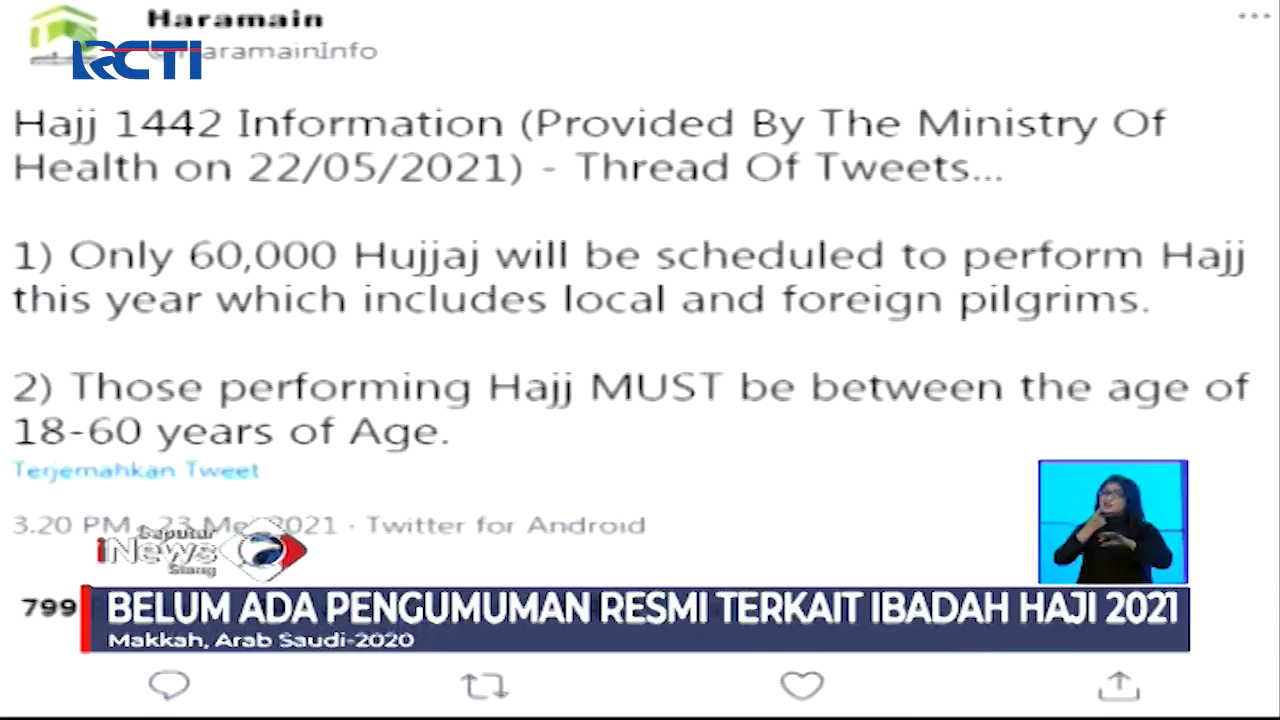 Haramain
RCTI
aramainInfo
Hajj 1442 Information (Provided By The Ministry Of
Health on 22/05/2021) - Thread Of Tweets...
1) Only 60,000 Hujjaj will be scheduled to perform Hajj
this year which includes local and foreign pilgrims.
2) Those performing Hajj MUST be between the age of
18-60 years of Age.
Terjemahkan Tweet
3.20 PM · 23 Mei 2021 · Twitter for Android
Seputar
iNews
Siang
799
BELUM ADA PENGUMUMAN RESMI TERKAIT IBADAH HAJI 2021
Makkah, Arab Saudi-2020